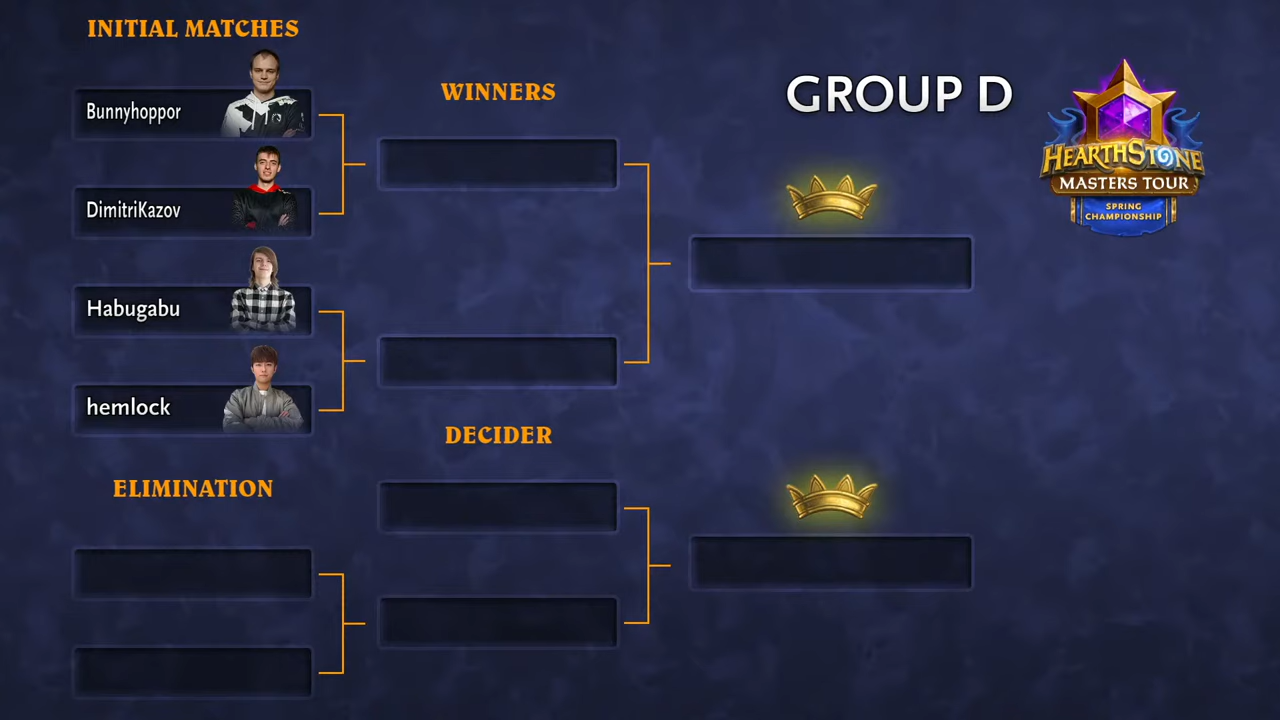 INITIAL MATCHES
Bunnyhoppor
DimitriKazov
Habugabu
hemlock
ELIMINATION
WINNERS
DECIDER
GROUP D
HEARTHSTONE
MASTERS TOUR
SPRING
CHAMPIONSHIP